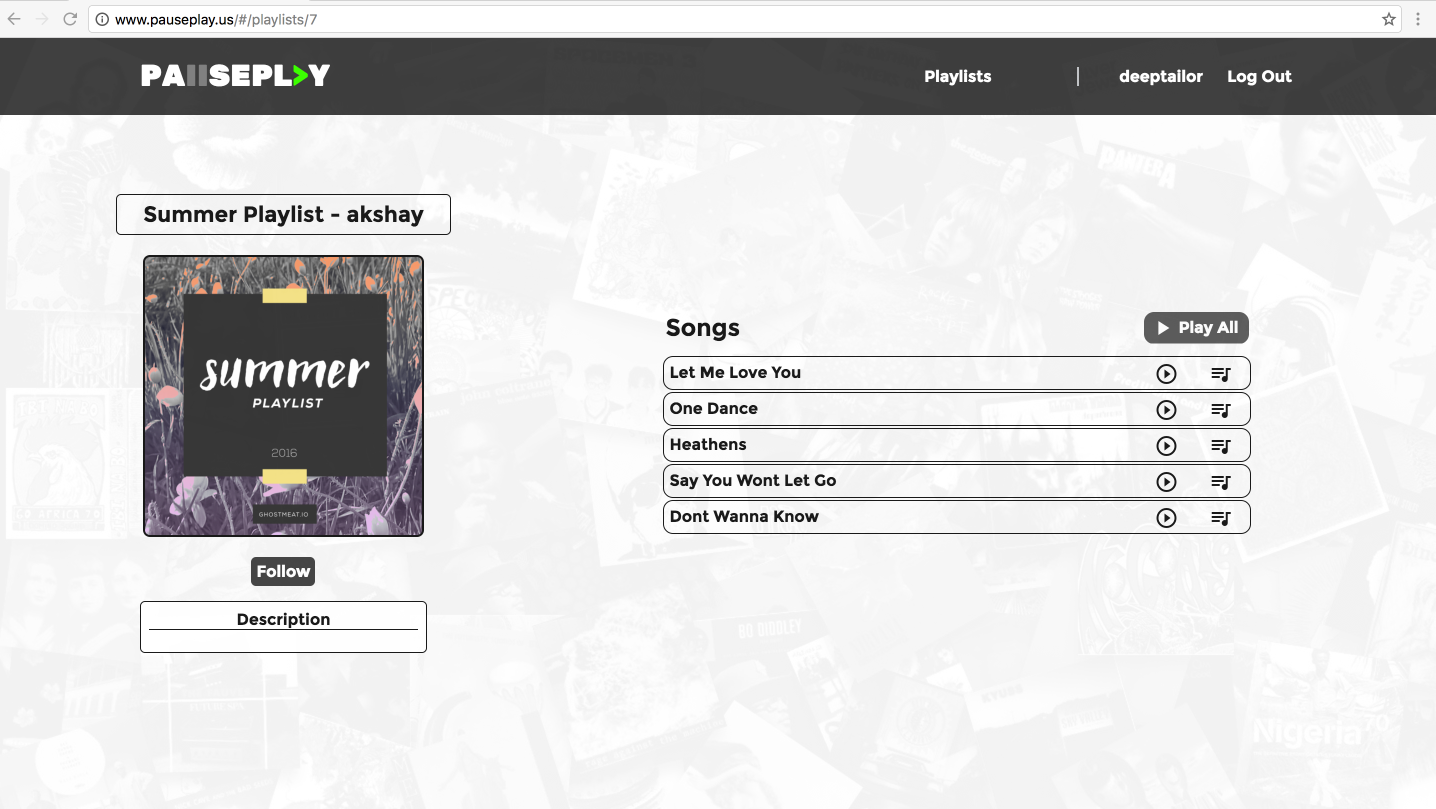 www.pauseplay.us/#/playlists/7
PAUSEPLAY
Playlists | deeptailor Log Out
PANTERA
Summer Playlist - akshay
summer
PLAYLIST
2016
GHOSTMEAT.IO
Follow
Description
Songs
Play All
Let Me Love You
One Dance
Heathens
Say You Wont Let Go
Dont Wanna Know
BO DIDDLEY
Nigeria 70